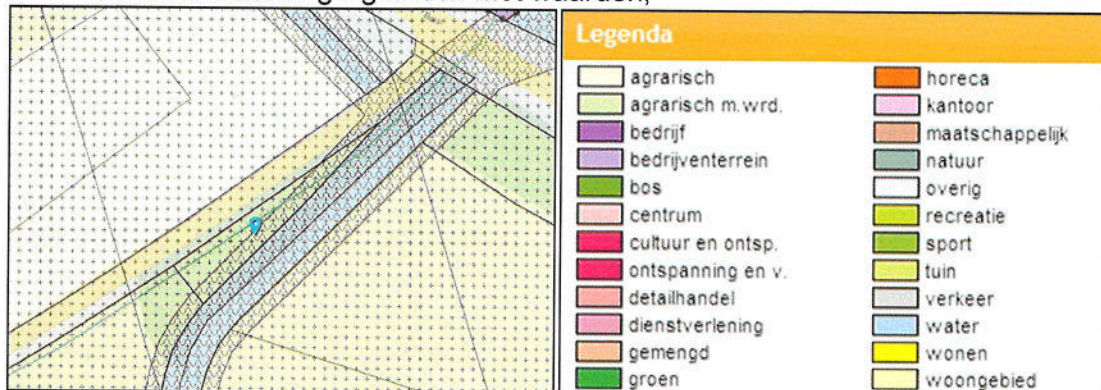 Legenda
agrarisch
agrarisch m.wrd.
bedrijf
bedrijventerrein
bos
centrum
cultuur en ontsp.
ontspanning en v.
detailhandel
dienstverlening
gemengd
groen
horeca
kantoor
maatschappelijk
natuur
overig
recreatie
sport
tuin
verkeer
water
wonen
woongebied